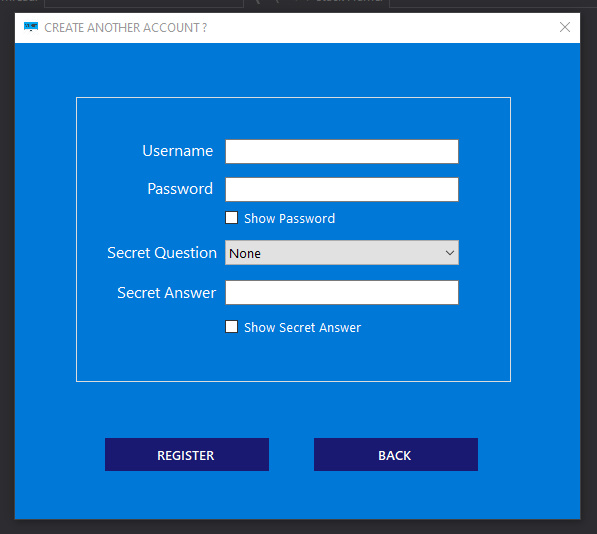 CREATE ANOTHER ACCOUNT ?
Username
Password
Show Password
Secret Question
None
Secret Answer
Show Secret Answer
REGISTER
BACK